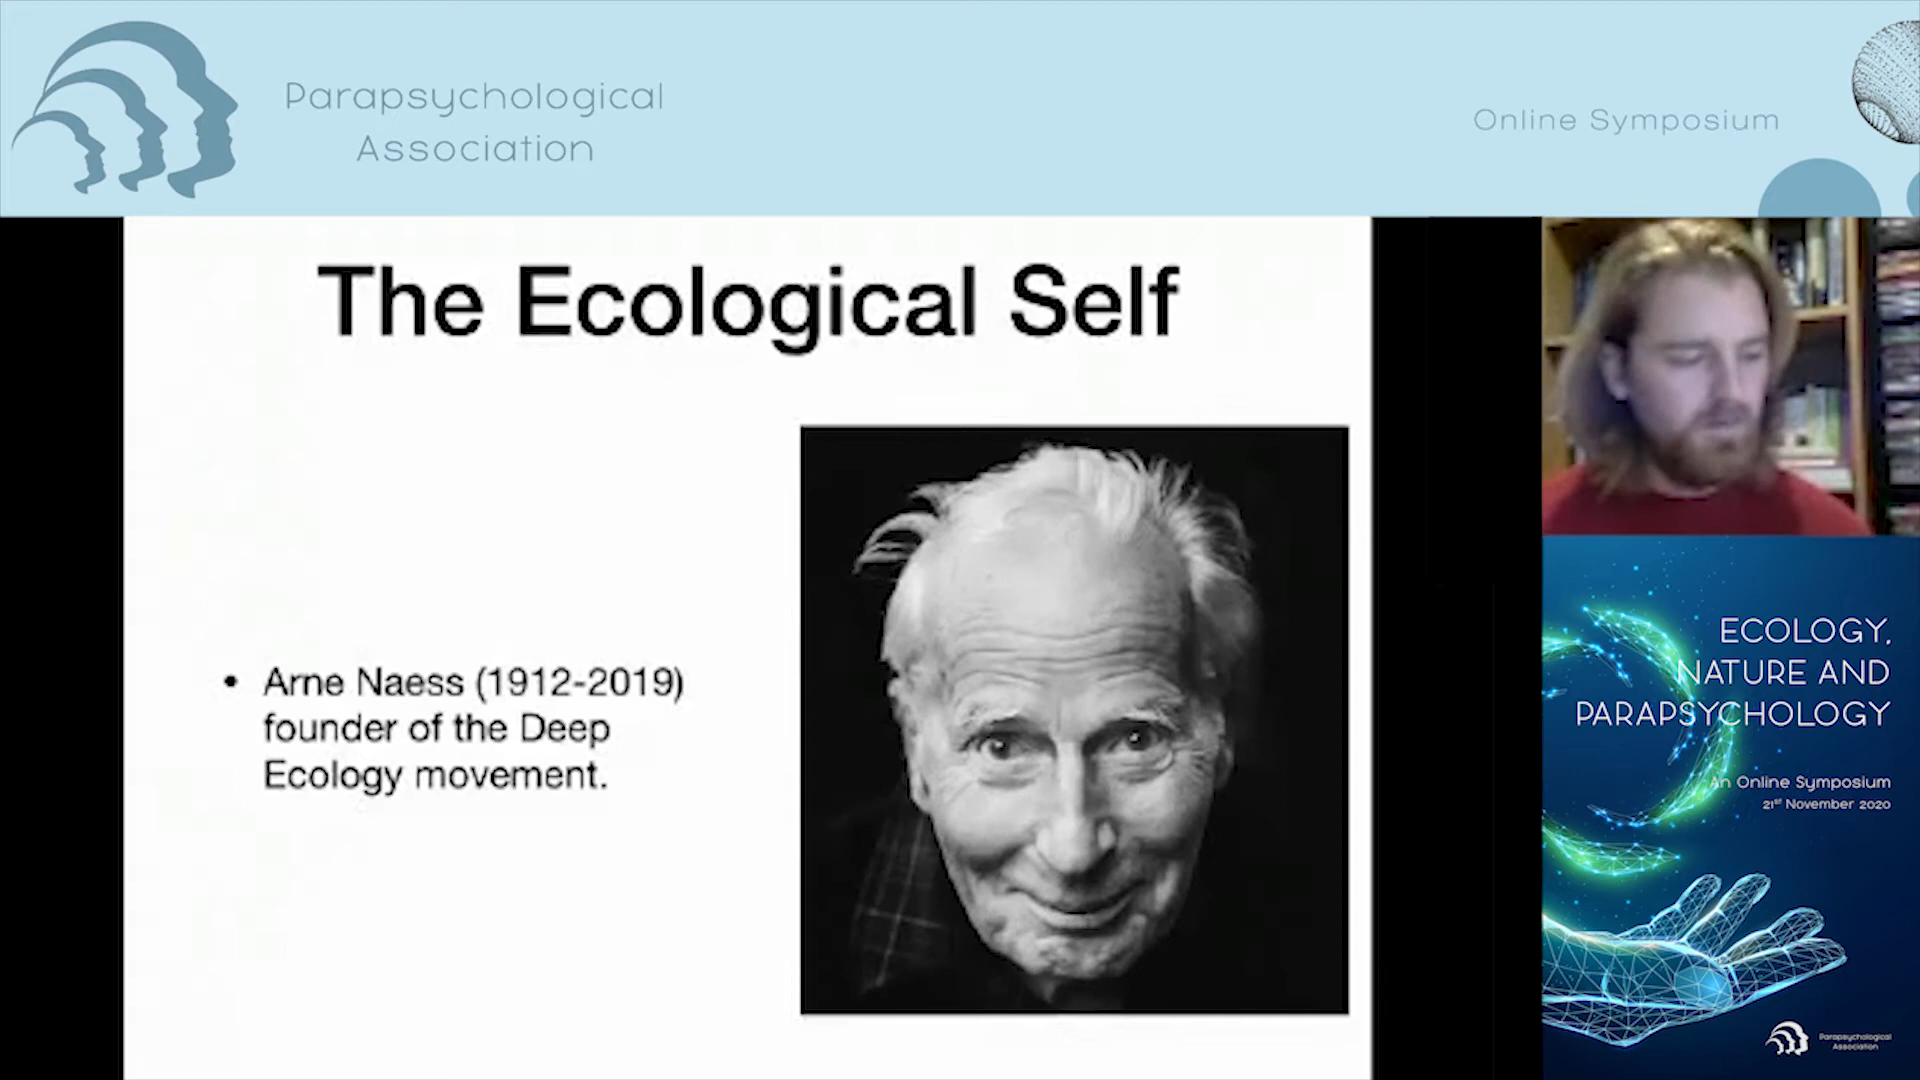 Parapsychological
Association
Online Symposium
The Ecological Self
• Arne Naess (1912-2019)
founder of the Deep
Ecology movement.
ECOLOGY,
NATURE AND
PARAPSYCHOLOGY
An Online Symposium
21st November 2020
Parapsychological
Association